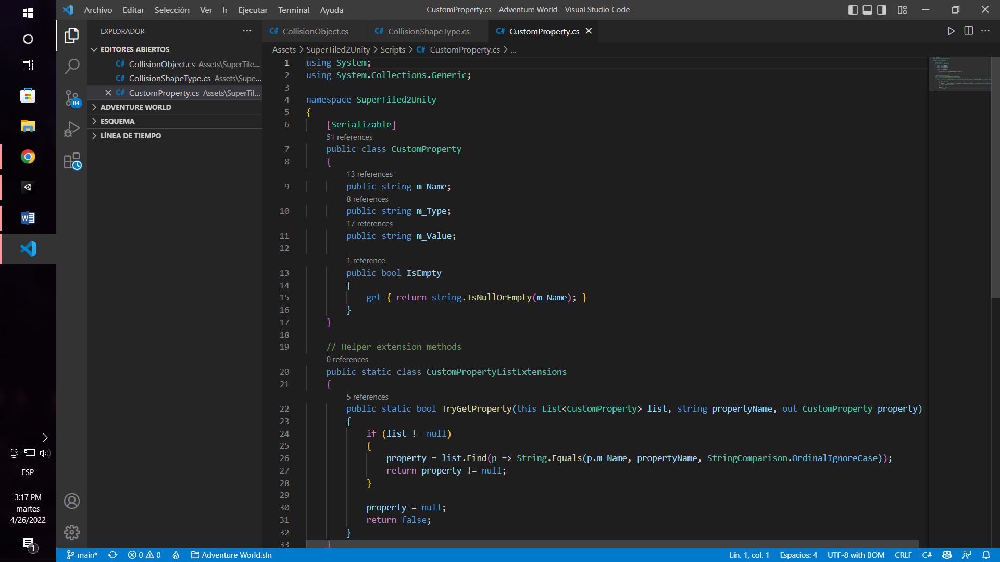 Archivo Editar Selección Ver Ir Ejecutar Terminal Ayuda
CustomProperty.cs - Adventure World - Visual Studio Code
EXPLORADOR
EDITORES ABIERTOS
C# CollisionObject.cs Assets\SuperTile...
C# CollisionShapeType.cs Assets\Supe...
C# CustomProperty.cs Assets\SuperTil...
ADVENTURE WORLD
ESQUEMA
LÍNEA DE TIEMPO
84
C# CollisionObject.cs
C# CollisionShapeType.cs
C# CustomProperty.cs
Assets > SuperTiled2Unity > Scripts > C# CustomProperty.cs > ...
1 using System;
2 using System.Collections.Generic;
3
4 namespace SuperTiled2Unity
5 {
6 [Serializable]
51 references
7 public class CustomProperty
8 {
13 references
9 public string m_Name;
8 references
10 public string m_Type;
17 references
11 public string m_Value;
12
1 reference
13 public bool IsEmpty
14 {
15 get { return string.IsNullOrEmpty(m_Name); }
16 }
17 }
18
19 // Helper extension methods
0 references
20 public static class CustomPropertyListExtensions
21 {
5 references
22 public static bool TryGetProperty(this List<CustomProperty> list, string propertyName, out CustomProperty property)
23 {
24 if (list != null)
25 {
26 property = list.Find(p => String.Equals(p.m_Name, propertyName, StringComparison.OrdinalIgnoreCase));
27 return property != null;
28 }
29
30 property = null;
31 return false;
32 }
33 }
ESP
3:17 PM
martes
4/26/2022
1
main* 0 0 Adventure World.sln
Lín. 1, col. 1 Espacios: 4 UTF-8 with BOM CRLF C#